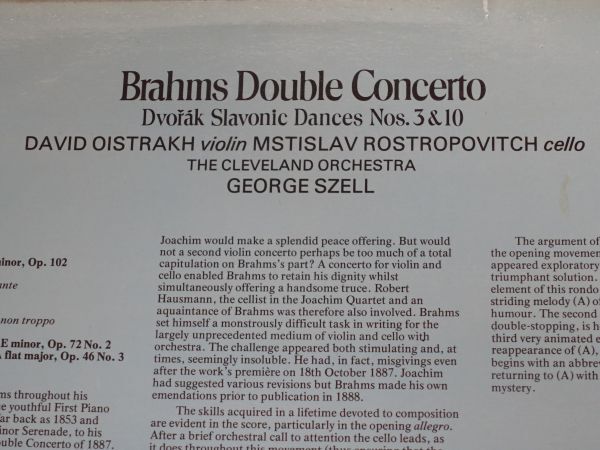 Brahms Double Concerto
Dvořák Slavonic Dances Nos. 3 & 10
DAVID OISTRAKH violin MSTISLAV ROSTROPOVITCH cello
THE CLEVELAND ORCHESTRA
GEORGE SZELL
minor, Op. 102
non troppo
E minor, Op. 72 No. 2
A flat major, Op. 46 No. 3
ms throughout his
e youthful First Piano
far back as 1853 and
inor Serenade, to his
ouble Concerto of 1887,
Joachim would make a splendid peace offering. But would
not a second violin concerto perhaps be too much of a total
capitulation on Brahms's part? A concerto for violin and
cello enabled Brahms to retain his dignity whilst
simultaneously offering a handsome truce. Robert
Hausmann, the cellist in the Joachim Quartet and an
aquaintance of Brahms was therefore also involved. Brahms
set himself a monstrously difficult task in writing for the
largely unprecedented medium of violin and cello with
orchestra. The challenge appeared both stimulating and, at
times, seemingly insoluble. He had, in fact, misgivings even
after the work's première on 18th October 1887. Joachim
had suggested various revisions but Brahms made his own
emendations prior to publication in 1888.
The skills acquired in a lifetime devoted to composition
are evident in the score, particularly in the opening allegro.
After a brief orchestral call to attention the cello leads, as
it does throughout this movement (thus ensuring that the
The argument of
the opening movemen
appeared exploratory
triumphant solution.
element of this rondo
striding melody (A) of
humour. The second
double-stopping, is h
third very animated e
reappearance of (A),
begins with an abbrev
returning to (A) with
mystery.